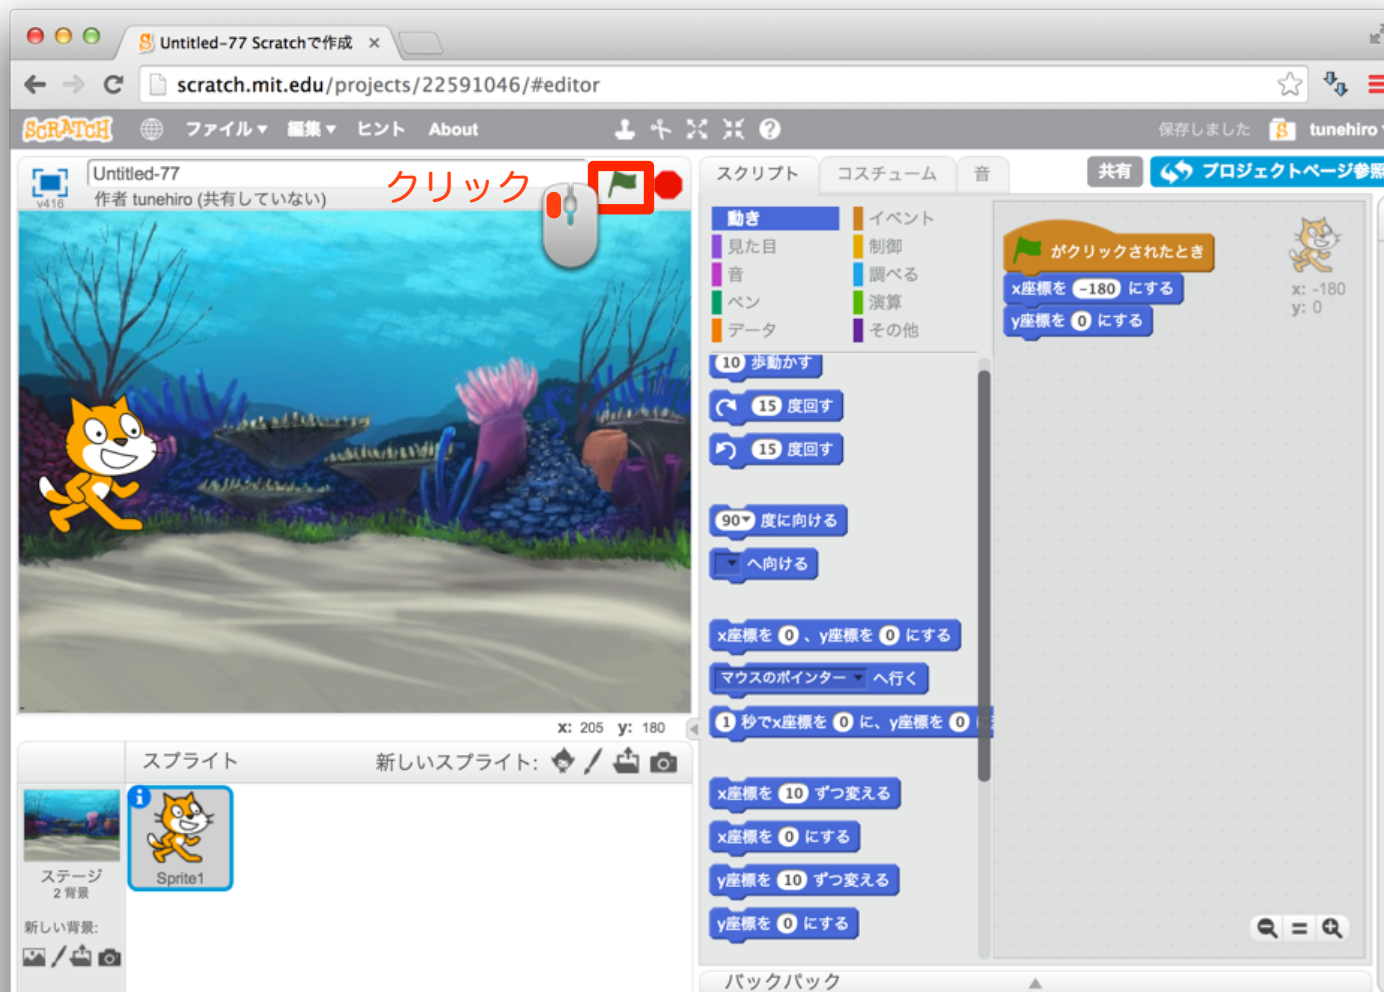 Untitled-77 Scratchで作成
scratch.mit.edu/projects/22591046/#editor
SCRATCH ファイル 編集 ヒント About 保存しました tunehiro
v416
Untitled-77
作者 tunehiro (共有していない)
クリック
スクリプト コスチューム 音 共有 プロジェクトページ参照
動き イベント
見た目 制御
音 調べる
ペン 演算
データ その他
10 歩動かす
15 度回す
15 度回す
90 度に向ける
へ向ける
x座標を 0 、y座標を 0 にする
マウスのポインター へ行く
1 秒でx座標を 0 に、y座標を 0 に
x座標を 10 ずつ変える
x座標を 0 にする
y座標を 10 ずつ変える
y座標を 0 にする
がクリックされたとき
x座標を -180 にする
y座標を 0 にする
x: -180
y: 0
x: 205 y: 180
スプライト 新しいスプライト:
Sprite1
ステージ
2 背景
新しい背景:
バックパック